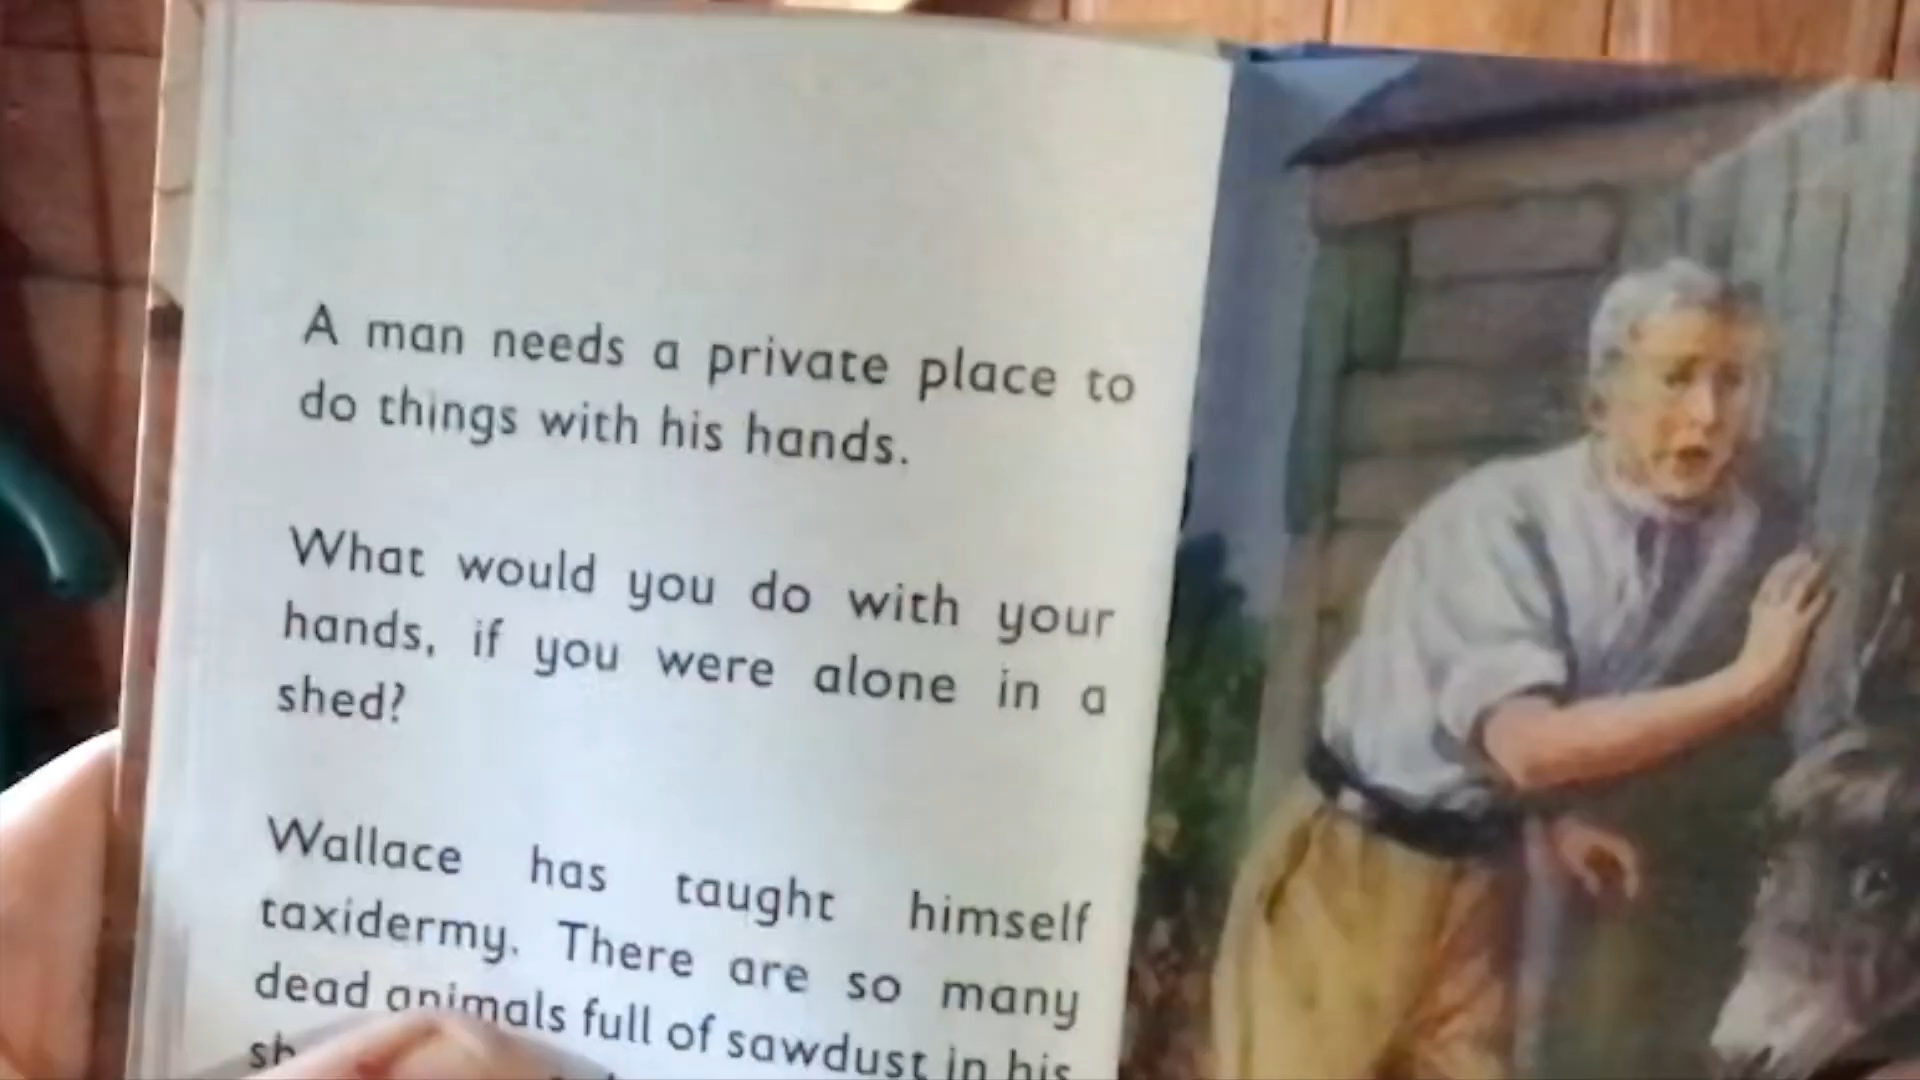 A man needs a private place to
do things with his hands.
What would you do with your
hands, if you were alone in a
shed?
Wallace has taught himself
taxidermy. There are so many
dead animals full of sawdust in his